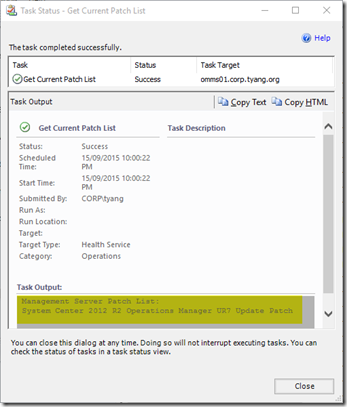 Task Status - Get Current Patch List
Help
The task completed successfully.
Task Status Task Target
Get Current Patch List Success omms01.corp.tyang.org
Task Output Copy Text Copy HTML
Get Current Patch List Task Description
Status: Success
Scheduled Time: 15/09/2015 10:00:22 PM
Start Time: 15/09/2015 10:00:22 PM
Submitted By: CORP\tyang
Run As:
Run Location:
Target:
Target Type: Health Service
Category: Operations
Task Output:
Management Server Patch List:
System Center 2012 R2 Operations Manager UR7 Update Patch
You can close this dialog at any time. Doing so will not interrupt executing tasks. You can
check the status of tasks in a task status view.
Close